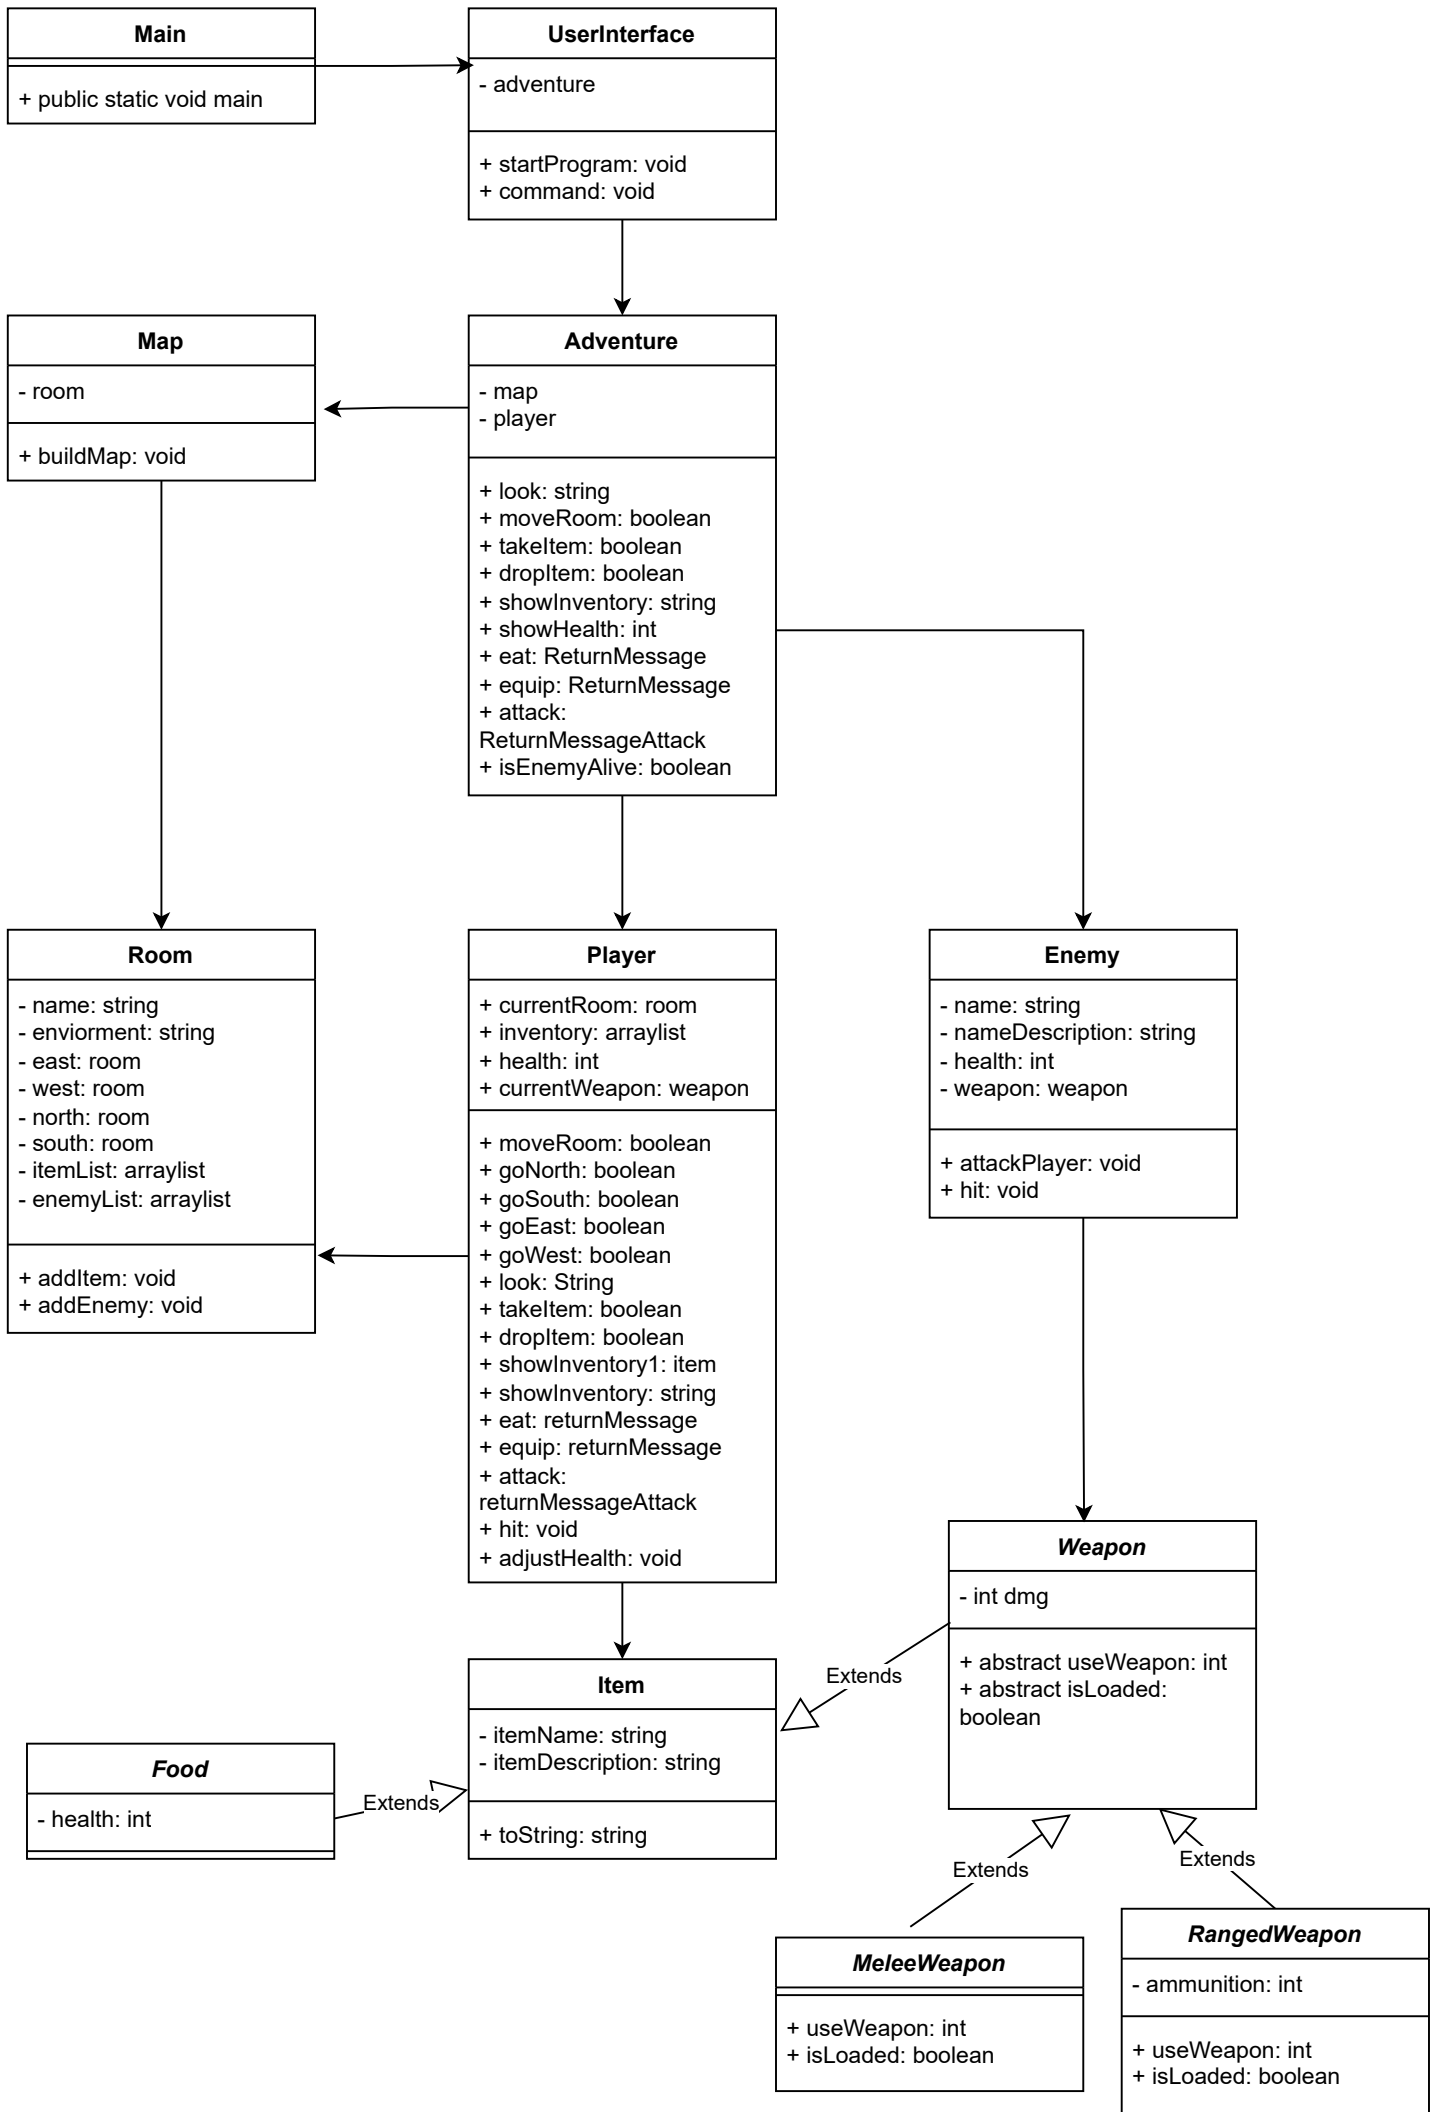 Main
+ public static void main
UserInterface
- adventure
+ startProgram: void
+ command: void
Map
- room
+ buildMap: void
Adventure
- map
- player
+ look: string
+ moveRoom: boolean
+ takeItem: boolean
+ dropItem: boolean
+ showInventory: string
+ showHealth: int
+ eat: ReturnMessage
+ equip: ReturnMessage
+ attack:
ReturnMessageAttack
+ isEnemyAlive: boolean
Room
- name: string
- enviorment: string
- east: room
- west: room
- north: room
- south: room
- itemList: arraylist
- enemyList: arraylist
+ addItem: void
+ addEnemy: void
Player
+ currentRoom: room
+ inventory: arraylist
+ health: int
+ currentWeapon: weapon
+ moveRoom: boolean
+ goNorth: boolean
+ goSouth: boolean
+ goEast: boolean
+ goWest: boolean
+ look: String
+ takeItem: boolean
+ dropItem: boolean
+ showInventory1: item
+ showInventory: string
+ eat: returnMessage
+ equip: returnMessage
+ attack:
returnMessageAttack
+ hit: void
+ adjustHealth: void
Enemy
- name: string
- nameDescription: string
- health: int
- weapon: weapon
+ attackPlayer: void
+ hit: void
Weapon
- int dmg
+ abstract useWeapon: int
+ abstract isLoaded:
boolean
Extends
Item
- itemName: string
- itemDescription: string
+ toString: string
Food
- health: int
Extends
Extends
Extends
MeleeWeapon
+ useWeapon: int
+ isLoaded: boolean
RangedWeapon
- ammunition: int
+ useWeapon: int
+ isLoaded: boolean